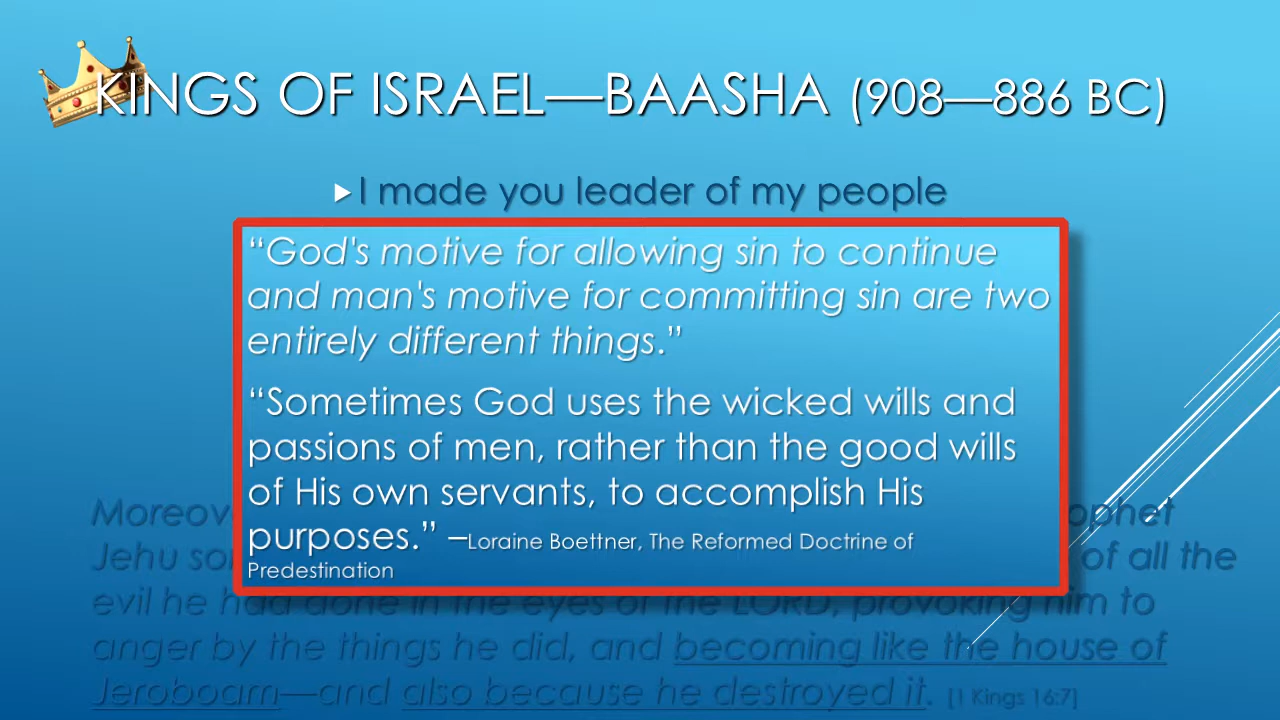 KINGS OF ISRAEL—BAASHA (908—886 BC)
I made you leader of my people
“God's motive for allowing sin to continue
and man's motive for committing sin are two
entirely different things.”
“Sometimes God uses the wicked wills and
passions of men, rather than the good wills
of His own servants, to accomplish His
purposes.” –Loraine Boettner, The Reformed Doctrine of
Predestination
Jehu of all the
evil he had done in the eyes of the LORD, provoking him to
anger by the things he did, and becoming like the house of
Jeroboam—and also because he destroyed it. [1 Kings 16:7]